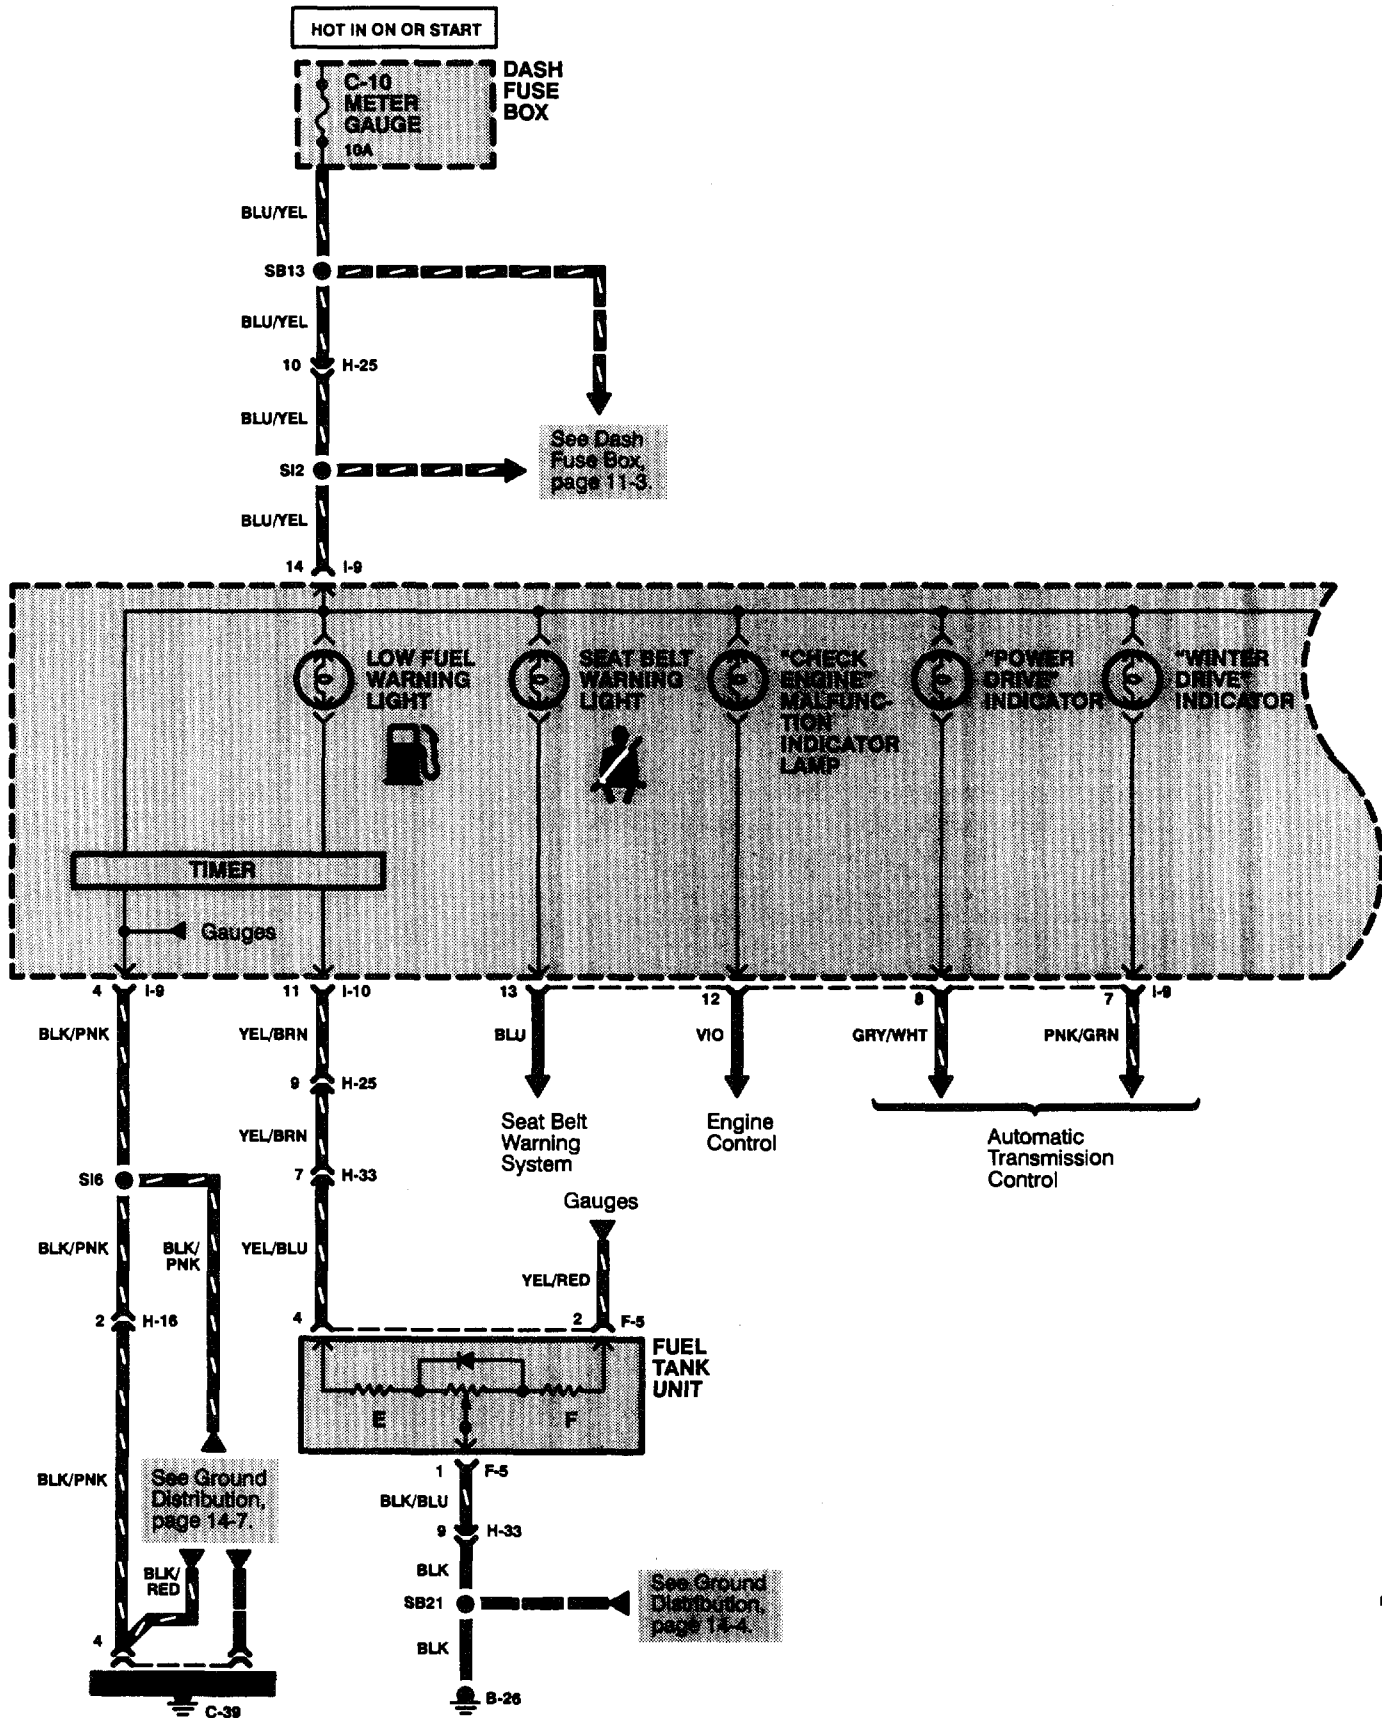 HOT IN ON OR START
C-10
METER
GAUGE
10A
DASH
FUSE
BOX
BLU/YEL
SB13
BLU/YEL
10 H-25
BLU/YEL
SI2
See Dash
Fuse Box,
page 11-3.
BLU/YEL
14 I-9
LOW FUEL
WARNING
LIGHT
SEAT BELT
WARNING
LIGHT
"CHECK
ENGINE"
MALFUNC-
TION
INDICATOR
LAMP
"POWER
DRIVE"
INDICATOR
"WINTER
DRIVE"
INDICATOR
TIMER
Gauges
4 I-9 11 I-10 13 12 8 7 I-9
BLK/PNK YEL/BRN BLU VIO GRY/WHT PNK/GRN
9 H-25
Seat Belt
Warning
System
Engine
Control
Automatic
Transmission
Control
YEL/BRN
SI6 7 H-33
Gauges
BLK/PNK
BLK/
PNK
YEL/BLU
YEL/RED
2 H-16
4 2 F-5
FUEL
TANK
UNIT
E F
1 F-5
BLK/PNK
See Ground
Distribution,
page 14-7.
BLK/BLU
9 H-33
BLK
BLK/
RED
SB21
See Ground
Distribution,
page 14-4.
4
BLK
B-26
C-39